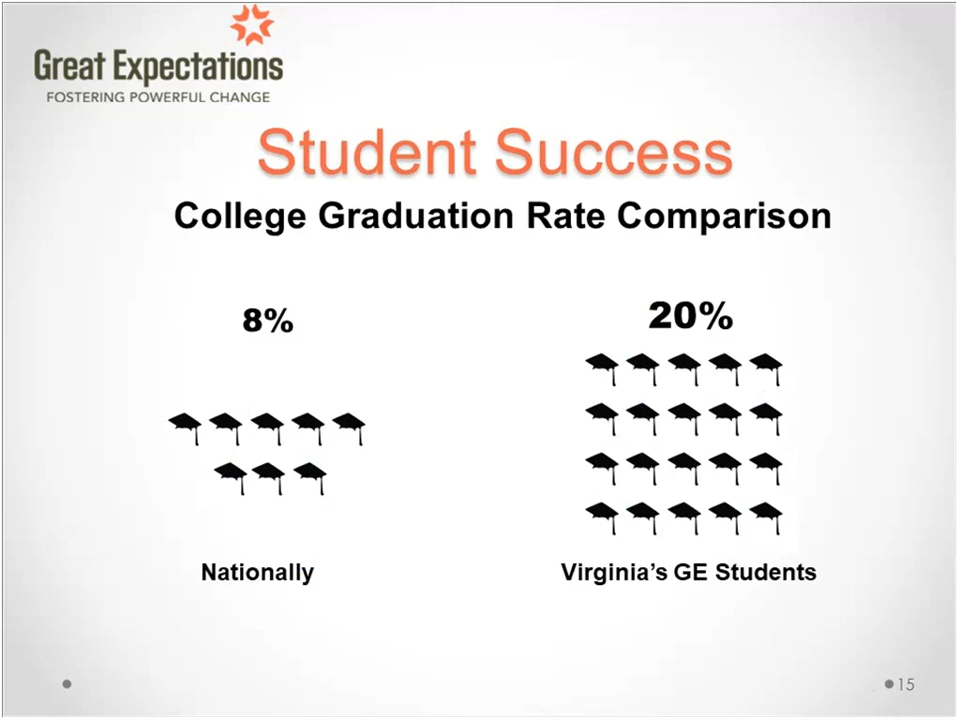 Great Expectations
FOSTERING POWERFUL CHANGE
Student Success
College Graduation Rate Comparison
8%
20%
Nationally
Virginia's GE Students
15